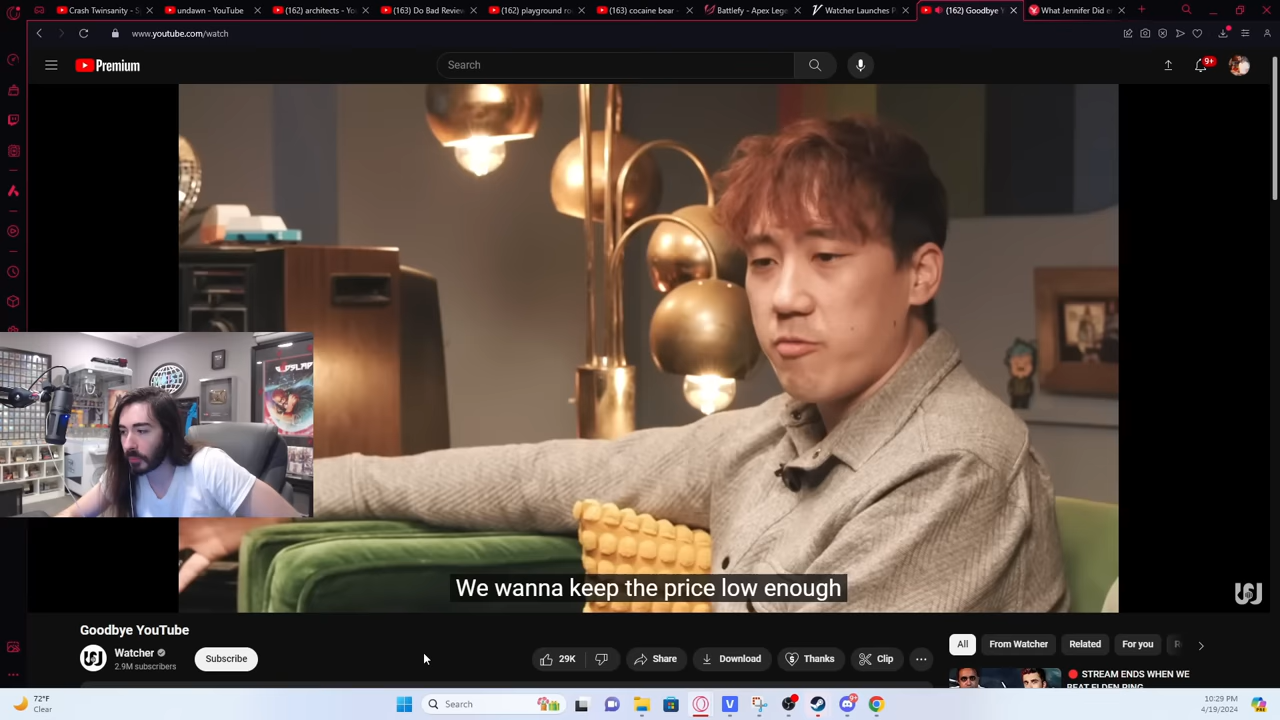 Crash Twinsanity - S
undawn - YouTube
(162) architects - Yo
(163) Do Bad Review
(162) playground ro
(163) cocaine bear -
Battlefy - Apex Lege
Watcher Launches P
(162) Goodbye Y
What Jennifer Did o
www.youtube.com/watch
Premium
Search
9+
We wanna keep the price low enough
Goodbye YouTube
Watcher
2.9M subscribers
Subscribe
29K
Share
Download
Thanks
Clip
All
From Watcher
Related
For you
STREAM ENDS WHEN WE
BEAT ELDEN RING
72°F
Clear
Search
10:29 PM
4/19/2024